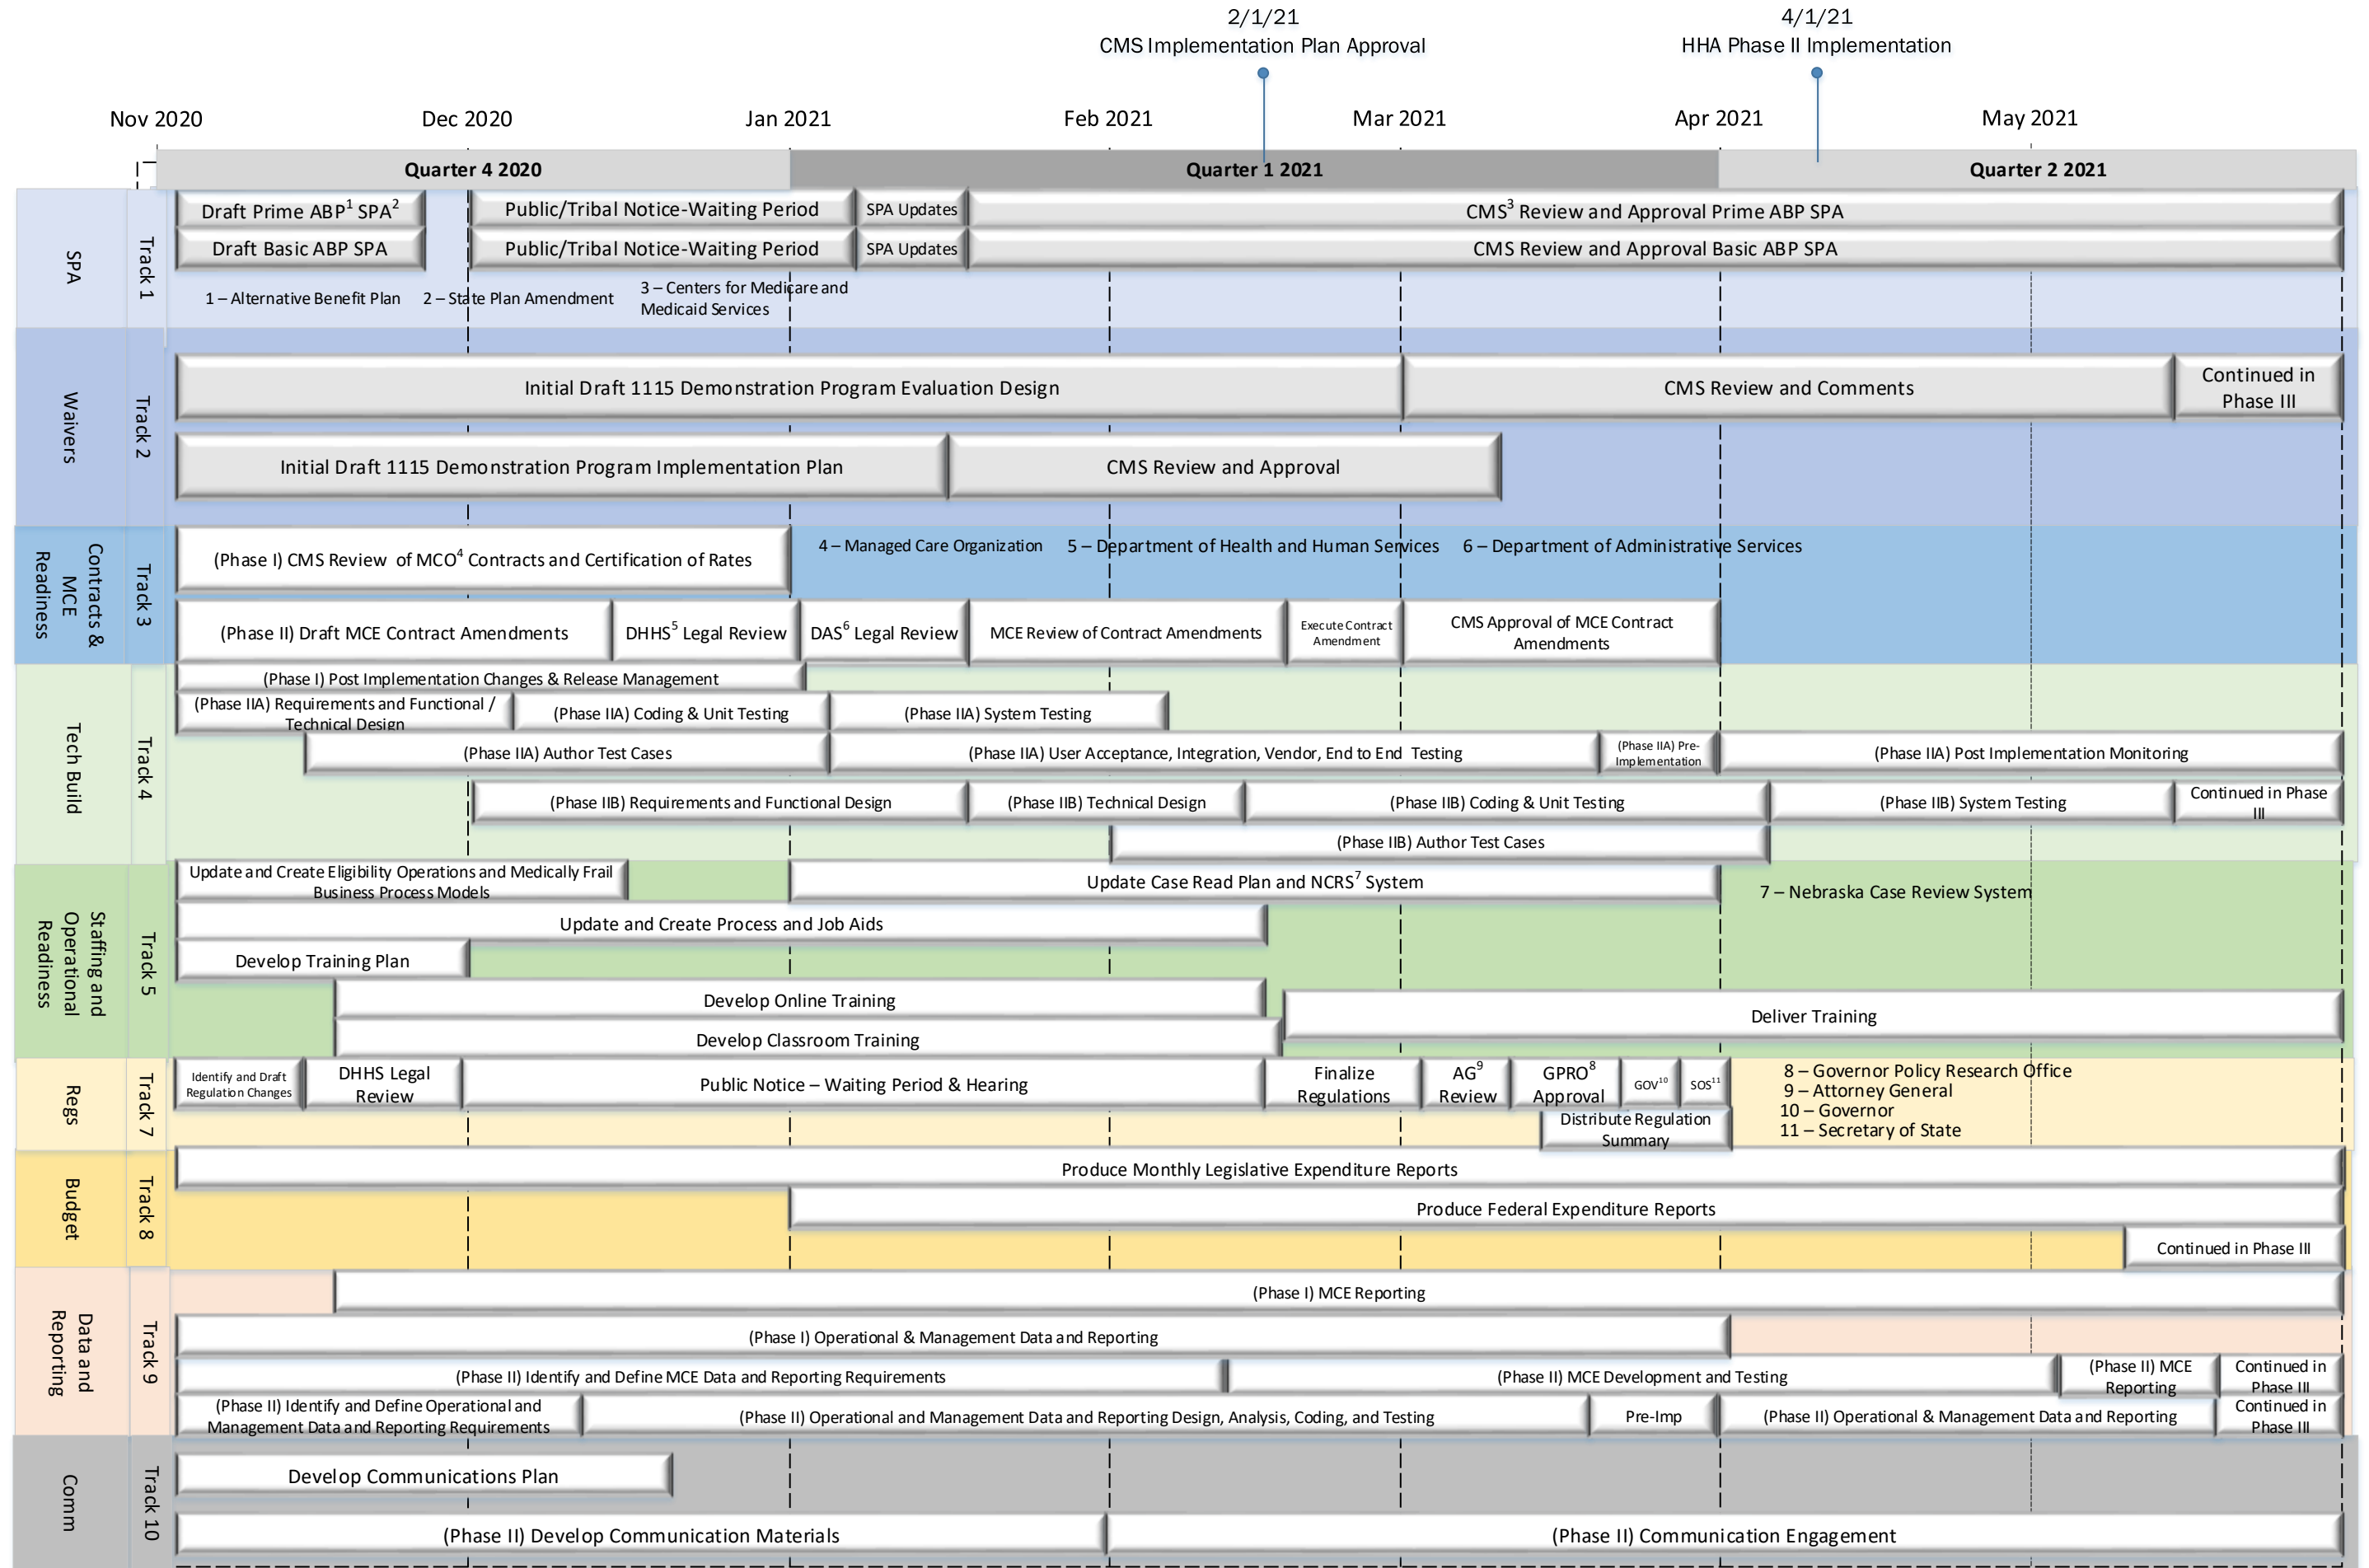 2/1/21
CMS Implementation Plan Approval
4/1/21
HHA Phase II Implementation
Nov 2020
Dec 2020
Jan 2021
Feb 2021
Mar 2021
Apr 2021
May 2021
Quarter 4 2020
Quarter 1 2021
Quarter 2 2021
SPA
Track 1
Draft Prime ABP¹ SPA²
Public/Tribal Notice-Waiting Period
SPA Updates
CMS³ Review and Approval Prime ABP SPA
Draft Basic ABP SPA
Public/Tribal Notice-Waiting Period
SPA Updates
CMS Review and Approval Basic ABP SPA
1 – Alternative Benefit Plan
2 – State Plan Amendment
3 – Centers for Medicare and
Medicaid Services
Waivers
Track 2
Initial Draft 1115 Demonstration Program Evaluation Design
CMS Review and Comments
Continued in
Phase III
Initial Draft 1115 Demonstration Program Implementation Plan
CMS Review and Approval
Contracts &
MCE
Readiness
Track 3
(Phase I) CMS Review of MCO⁴ Contracts and Certification of Rates
4 – Managed Care Organization
5 – Department of Health and Human Services
6 – Department of Administrative Services
(Phase II) Draft MCE Contract Amendments
DHHS⁵ Legal Review
DAS⁶ Legal Review
MCE Review of Contract Amendments
Execute Contract
Amendment
CMS Approval of MCE Contract
Amendments
Tech Build
Track 4
(Phase I) Post Implementation Changes & Release Management
(Phase IIA) Requirements and Functional /
Technical Design
(Phase IIA) Coding & Unit Testing
(Phase IIA) System Testing
(Phase IIA) Author Test Cases
(Phase IIA) User Acceptance, Integration, Vendor, End to End Testing
(Phase IIA) Pre-
Implementation
(Phase IIA) Post Implementation Monitoring
(Phase IIB) Requirements and Functional Design
(Phase IIB) Technical Design
(Phase IIB) Coding & Unit Testing
(Phase IIB) System Testing
Continued in Phase
III
(Phase IIB) Author Test Cases
Staffing and
Operational
Readiness
Track 5
Update and Create Eligibility Operations and Medically Frail
Business Process Models
Update Case Read Plan and NCRS⁷ System
7 – Nebraska Case Review System
Update and Create Process and Job Aids
Develop Training Plan
Develop Online Training
Deliver Training
Develop Classroom Training
Regs
Track 7
Identify and Draft
Regulation Changes
DHHS Legal
Review
Public Notice – Waiting Period & Hearing
Finalize
Regulations
AG⁹
Review
GPRO⁸
Approval
GOV¹⁰
SOS¹¹
Distribute Regulation
Summary
8 – Governor Policy Research Office
9 – Attorney General
10 – Governor
11 – Secretary of State
Budget
Track 8
Produce Monthly Legislative Expenditure Reports
Produce Federal Expenditure Reports
Continued in Phase III
Data and
Reporting
Track 9
(Phase I) MCE Reporting
(Phase I) Operational & Management Data and Reporting
(Phase II) Identify and Define MCE Data and Reporting Requirements
(Phase II) MCE Development and Testing
(Phase II) MCE
Reporting
Continued in
Phase III
(Phase II) Identify and Define Operational and
Management Data and Reporting Requirements
(Phase II) Operational and Management Data and Reporting Design, Analysis, Coding, and Testing
Pre-Imp
(Phase II) Operational & Management Data and Reporting
Continued in
Phase III
Comm
Track 10
Develop Communications Plan
(Phase II) Develop Communication Materials
(Phase II) Communication Engagement